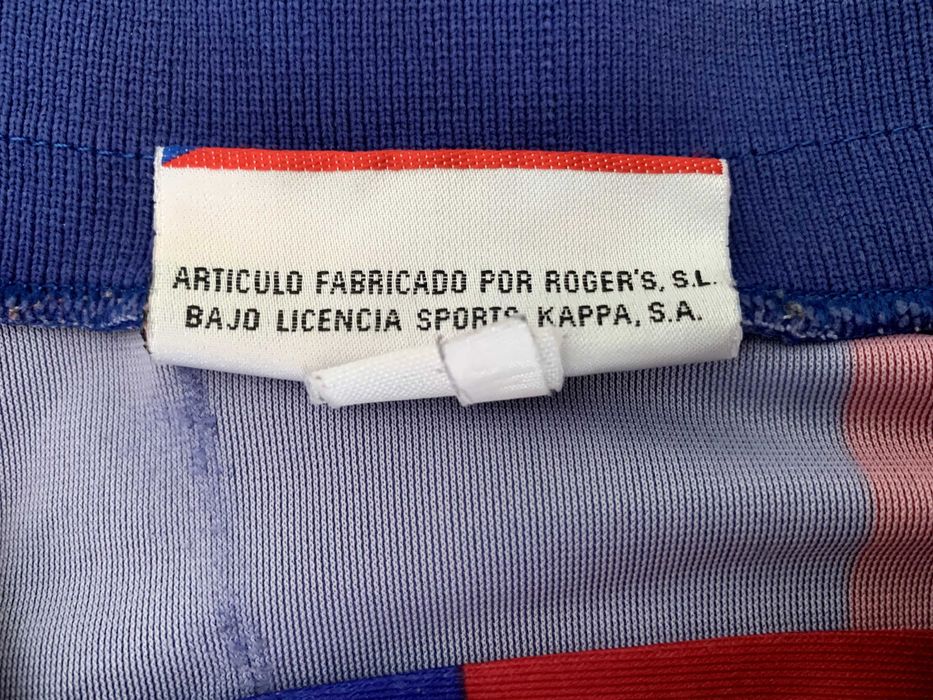 ARTICULO FABRICADO POR ROGER'S, S.L.
BAJO LICENCIA SPORTS KAPPA, S.A.